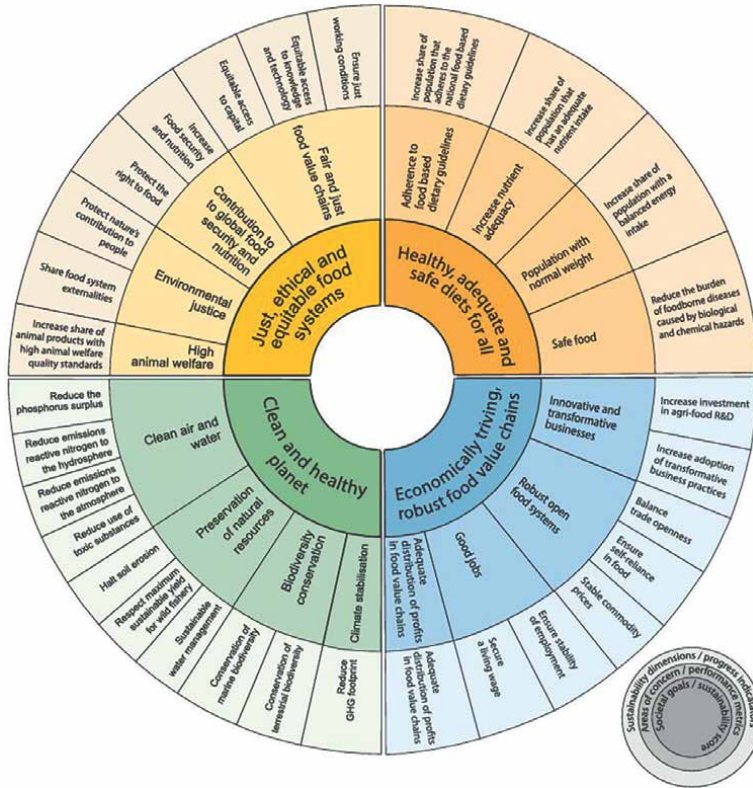 Just, ethical and
equitable food
systems
Fair and just
food value chains
Ensure just
working conditions
Equitable access
to knowledge
and technology
Equitable access
to capital
Contribution to
to global food
security and
nutrition
Increase
Food security
and nutrition
Protect the
right to food
Environmental
justice
Protect nature's
contribution to
people
Share food system
externalities
High
animal welfare
Increase share of
animal products with
high animal welfare
quality standards
Healthy, adequate and
safe diets for all
Adherence to
food based
dietary guidelines
Increase share of
population that
adheres to the
national food based
dietary guidelines
Increase nutrient
adequacy
Increase share of
population that
has an adequate
nutrient intake
Population with
normal weight
Increase share of
population with a
balanced energy
intake
Safe food
Reduce the burden
of foodborne diseases
caused by biological
and chemical hazards
Clean and healthy
planet
Clean air and
water
Reduce the
phosphorus surplus
Reduce emissions
reactive nitrogen to
the hydrosphere
Reduce emissions
reactive nitrogen to
the atmosphere
Reduce use of
toxic substances
Preservation
of natural
resources
Halt soil erosion
Respect maximum
sustainable yield
for wild fishery
Sustainable
water management
Biodiversity
conservation
Conservation of
marine biodiversity
Conservation of
terrestrial biodiversity
Climate stabilisation
Reduce
GHG footprint
Economically triving,
robust food value chains
Innovative and
transformative
businesses
Increase investment
in agri-food R&D
Increase adoption
of transformative
business practices
Robust open
food systems
Balance
trade openness
Ensure
self-reliance
in food
Stable commodity
prices
Good jobs
Ensure stability
of employment
Secure
a living wage
Adequate
distribution of profits
in food value chains
Adequate
distribution of profits
in food value chains
Sustainability dimensions / progress indicators
Areas of concern / performance metrics
Societal goals / sustainability
score